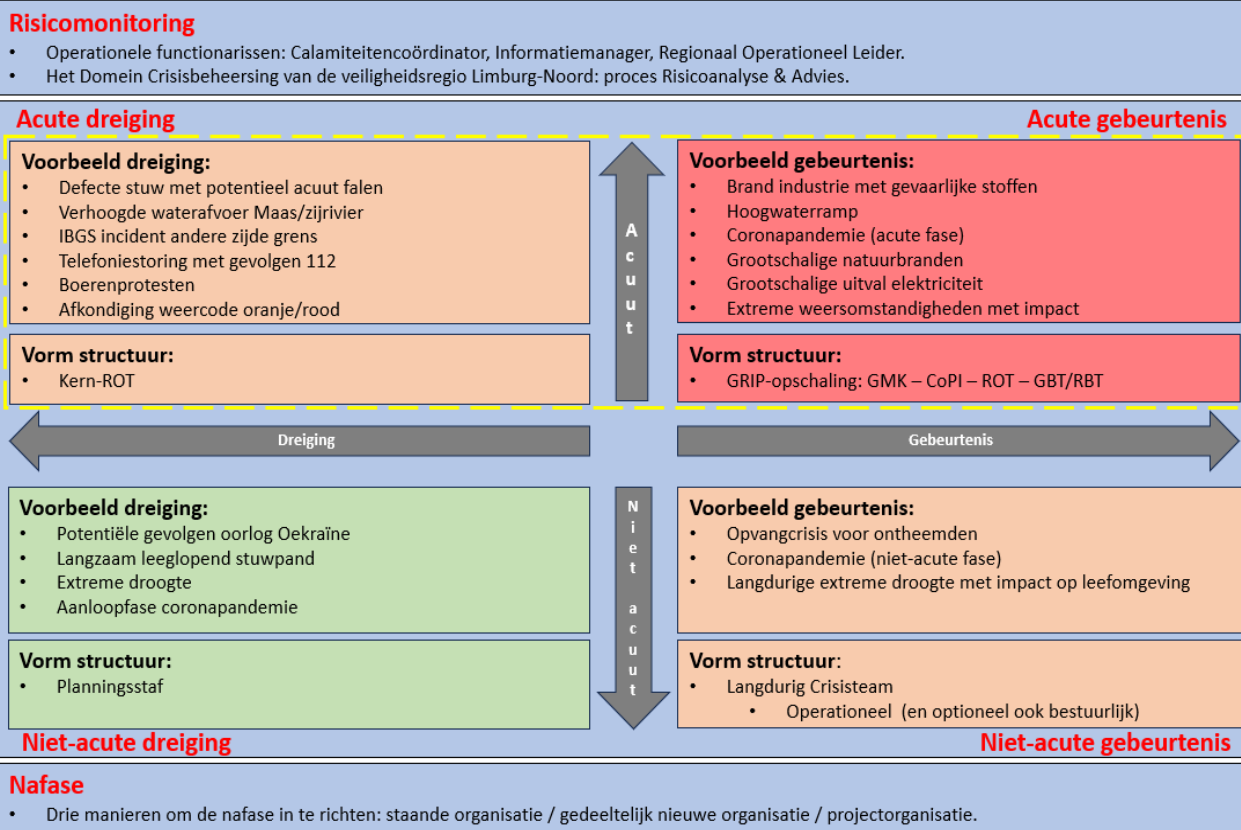 Risicomonitoring
• Operationele functionarissen: Calamiteitencoördinator, Informatiemanager, Regionaal Operationeel Leider.
• Het Domein Crisisbeheersing van de veiligheidsregio Limburg-Noord: proces Risicoanalyse & Advies.
Acute dreiging
Acute gebeurtenis
Voorbeeld dreiging:
• Defecte stuw met potentieel acuut falen
• Verhoogde waterafvoer Maas/zijrivier
• IBGS incident andere zijde grens
• Telefoniestoring met gevolgen 112
• Boerenprotesten
• Afkondiging weercode oranje/rood
Vorm structuur:
• Kern-ROT
Acuut
Voorbeeld gebeurtenis:
• Brand industrie met gevaarlijke stoffen
• Hoogwaterramp
• Coronapandemie (acute fase)
• Grootschalige natuurbranden
• Grootschalige uitval elektriciteit
• Extreme weersomstandigheden met impact
Vorm structuur:
• GRIP-opschaling: GMK – CoPI – ROT – GBT/RBT
Dreiging
Gebeurtenis
Voorbeeld dreiging:
• Potentiële gevolgen oorlog Oekraïne
• Langzaam leeglopend stuwpand
• Extreme droogte
• Aanloopfase coronapandemie
Vorm structuur:
• Planningsstaf
Niet acuut
Voorbeeld gebeurtenis:
• Opvangcrisis voor ontheemden
• Coronapandemie (niet-acute fase)
• Langdurige extreme droogte met impact op leefomgeving
Vorm structuur:
• Langdurig Crisisteam
• Operationeel (en optioneel ook bestuurlijk)
Niet-acute dreiging
Niet-acute gebeurtenis
Nafase
• Drie manieren om de nafase in te richten: staande organisatie / gedeeltelijk nieuwe organisatie / projectorganisatie.